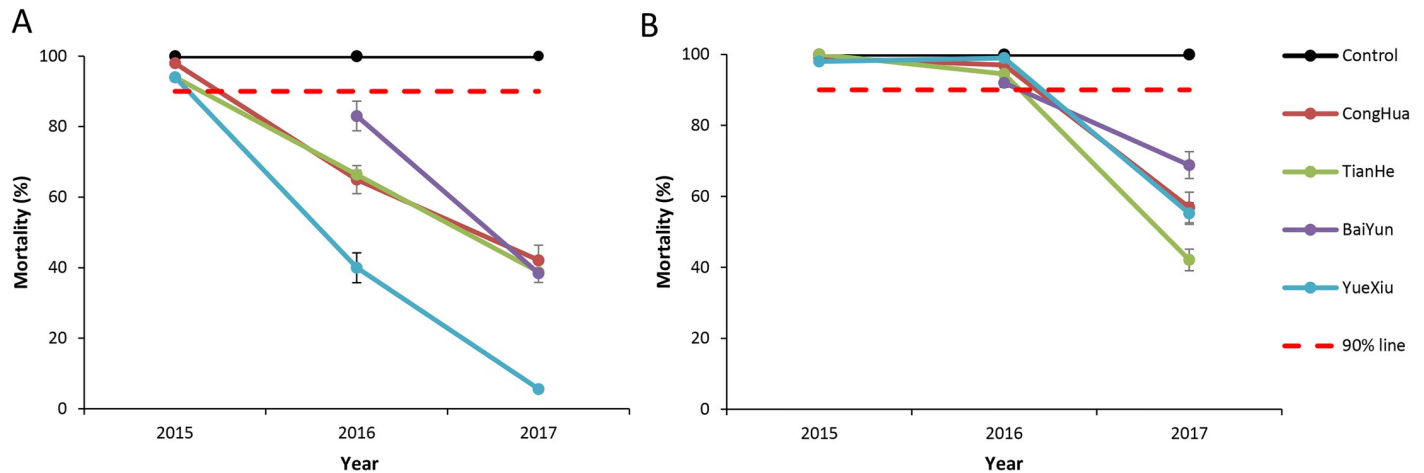 A
100
80
60
40
20
0
Mortality (%)
2015 2016 2017
Year
B
100
80
60
40
20
0
Mortality (%)
2015 2016 2017
Year
Control
CongHua
TianHe
BaiYun
YueXiu
90% line